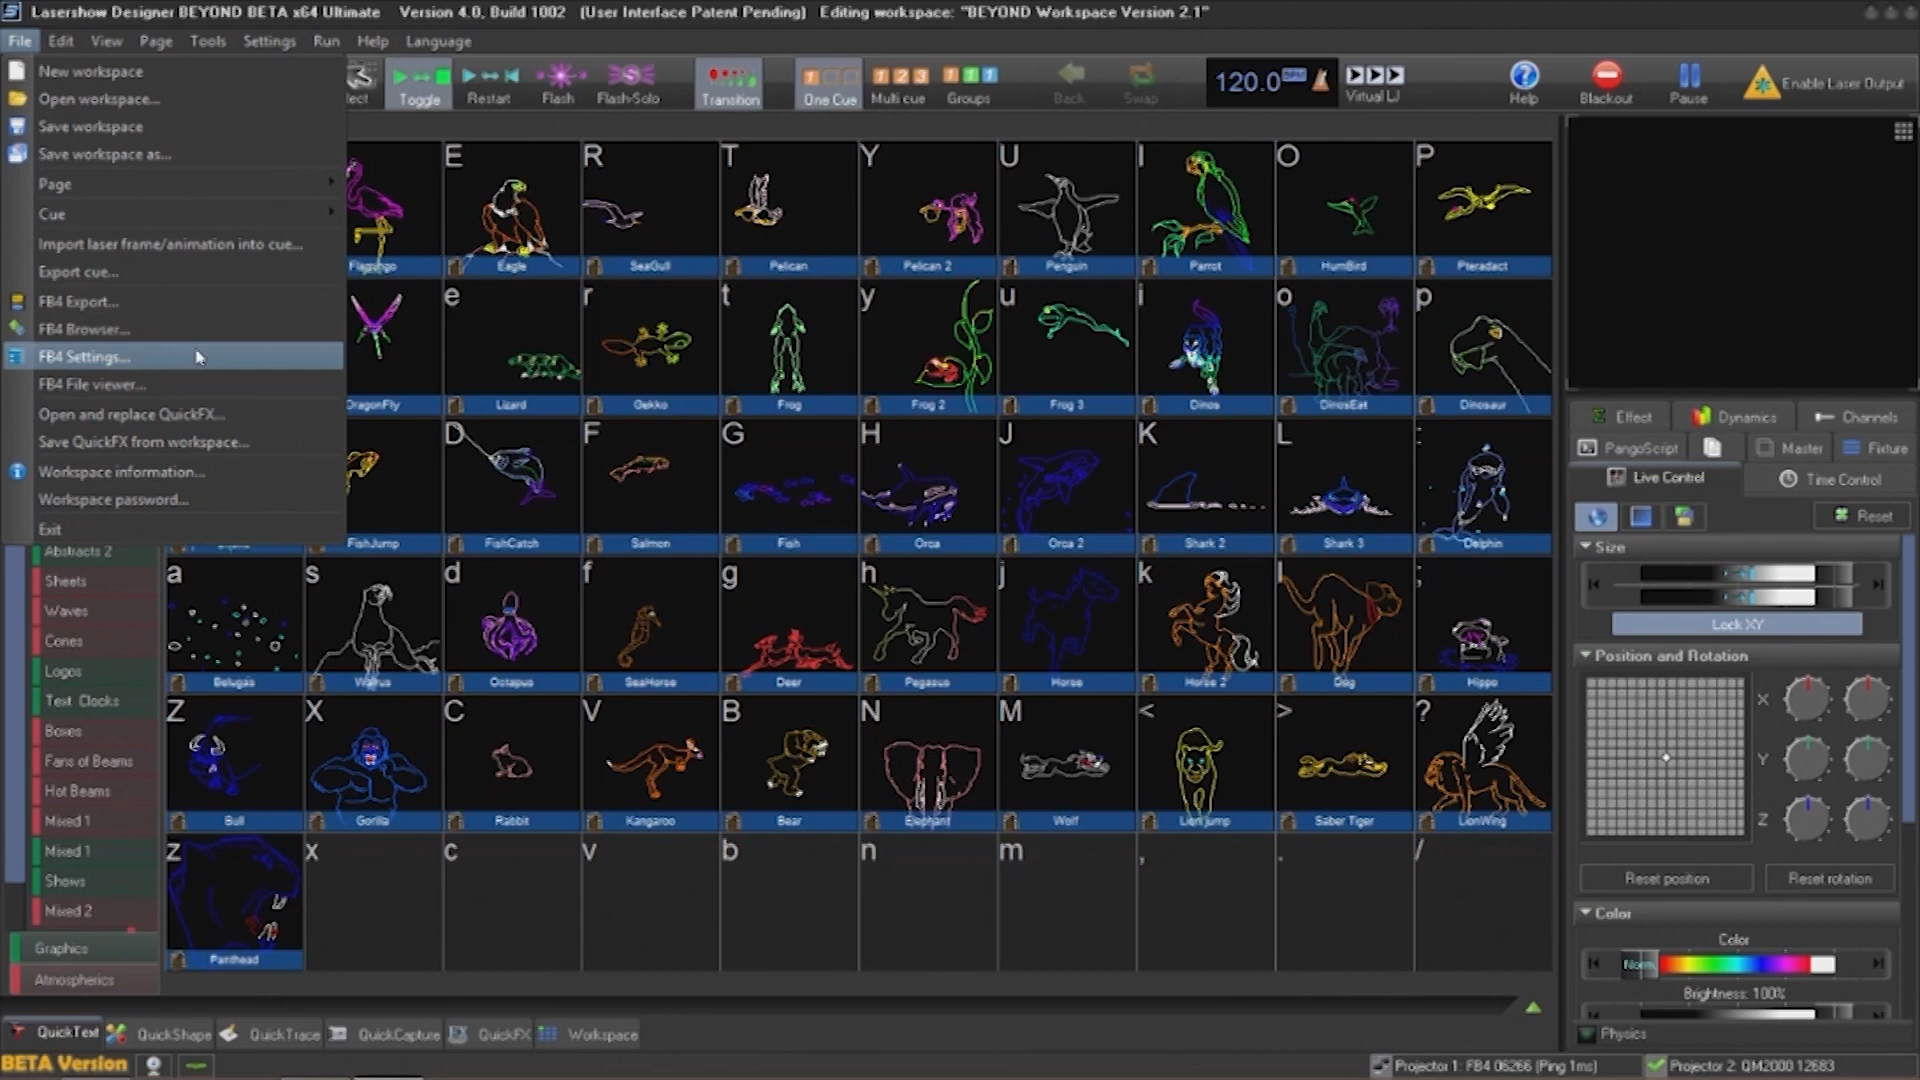 Lasershow Designer BEYOND BETA x64 Ultimate Version 4.0, Build 1002 (User Interface Patent Pending) Editing workspace: "BEYOND Workspace Version 2.1"
File Edit View Page Tools Settings Run Help Language
New workspace
Open workspace...
Save workspace
Save workspace as...
Page
Cue
Import laser frame/animation into cue...
Export cue...
FB4 Export...
FB4 Browser...
FB4 Settings...
FB4 File viewer...
Open and replace QuickFX...
Save QuickFX from workspace...
Workspace information...
Workspace password...
Exit
Toggle Restart Flash Flash-Solo Transition One Cue Multi cue Groups Back Swap 120.0 BPM Virtual LJ Help Blackout Pause Enable Laser Output
E R T Y U I O P
Flamingo Eagle SeaGull Pelican Pelican 2 Penguin Parrot HumBird Pteradact
e r t y u i o p
DragonFly Lizard Gekko Frog Frog 2 Frog 3 Dinos DinosEat Dinosaur
D F G H J K L :
FishJump FishCatch Salmon Fish Orca Orca 2 Shark 2 Shark 3 Dolphin
a s d f g h j k l ;
Belugas Walrus Octapus SeaHorse Deer Pegasus Horse Horse 2 Dog Hippo
Z X C V B N M < > ?
Bull Gorilla Rabbit Kangaroo Bear Elephant Wolf Lion jump Saber Tiger LionWing
z x c v b n m , . /
Panthead
Abstracts 2
Sheets
Waves
Cones
Logos
Text Clocks
Boxes
Fans of Beams
Hot Beams
Mixed 1
Mixed 1
Shows
Mixed 2
Graphics
Atmospherics
Effect Dynamics Channels
PangoScript Master Fixture
Live Control Time Control
Reset
Size
Lock XY
Position and Rotation
X
Y
Z
Reset position Reset rotation
Color
Color
Norm.
Brightness: 100%
Physics
QuickText QuickShape QuickTrace QuickCapture QuickFX Workspace
BETA Version
Projector 1: FB4 06266 (Ping 1ms) Projector 2: QM2000 12683